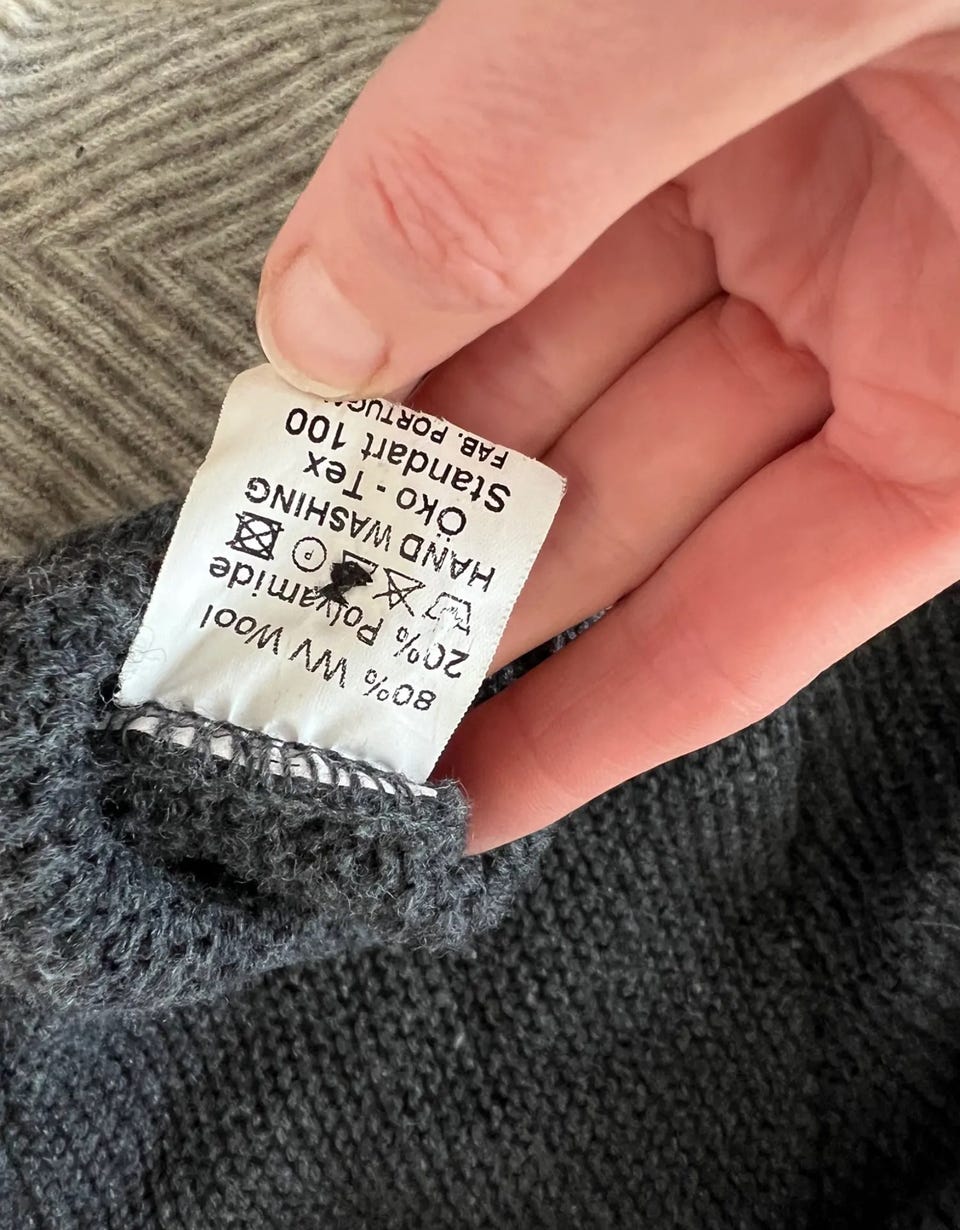 80% WV Wool
20% Polyamide
HAND WASHING
Öko - Tex
Standart 100
FAB. PORTUGAL